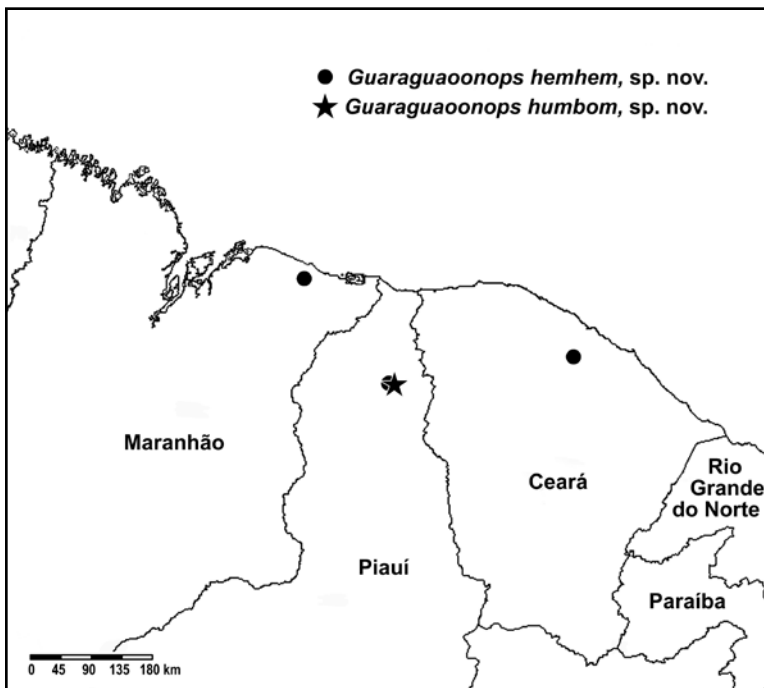 Guaraguaoonops hemhem, sp. nov.
Guaraguaoonops humbom, sp. nov.
Maranhão
Piauí
Ceará
Rio
Grande
do Norte
Paraíba
0 45 90 135 180 km